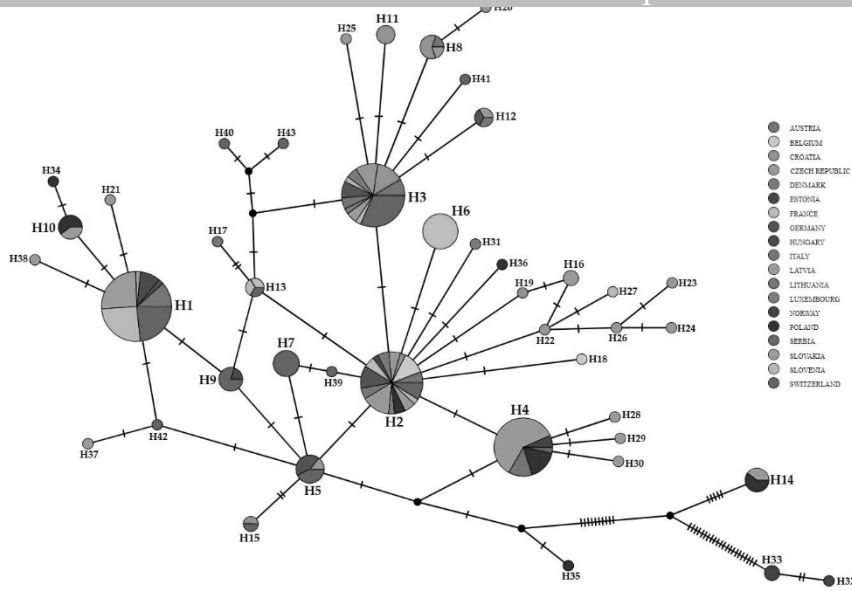 H11
H25
H8
H41
H12
H40
H43
H3
H34
H21
H6
H10
H17
H31
H36
H16
H38
H13
H19
H27
H23
H1
H7
H22
H26
H24
H18
H39
H9
H2
H4
H28
H42
H29
H37
H30
H5
H14
H15
H35
H33
H32
AUSTRIA
BELGIUM
CROATIA
CZECH REPUBLIC
DENMARK
ESTONIA
FRANCE
GERMANY
HUNGARY
ITALY
LATVIA
LITHUANIA
LUXEMBOURG
NORWAY
POLAND
SERBIA
SLOVAKIA
SLOVENIA
SWITZERLAND